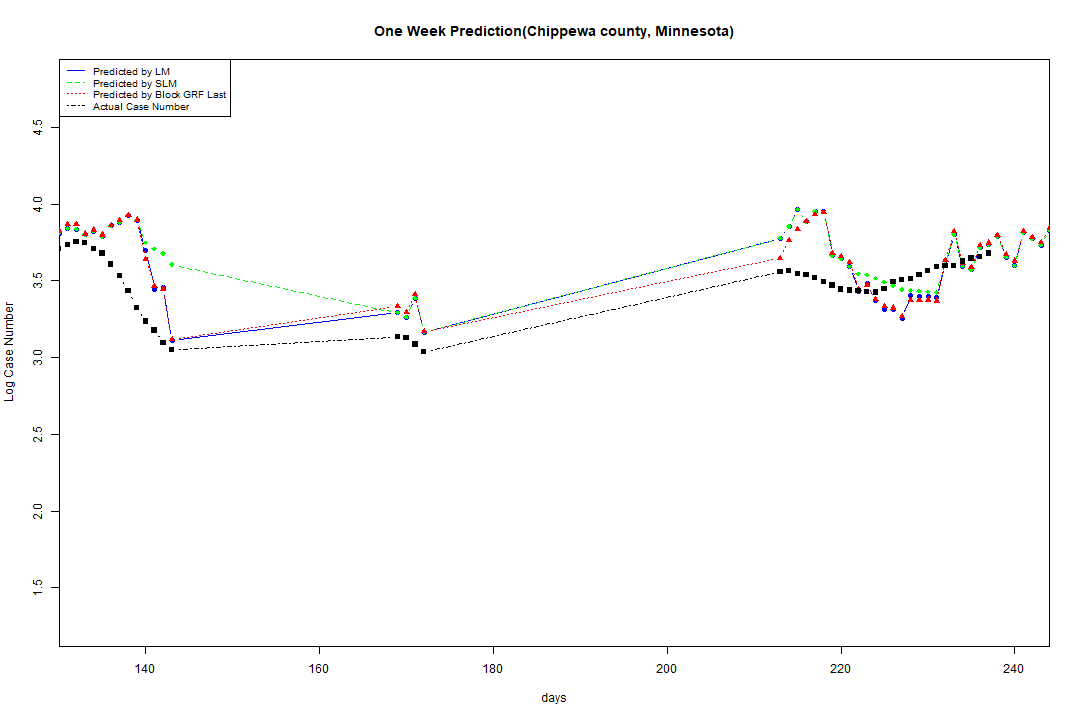 One Week Prediction(Chippewa county, Minnesota)
Predicted by LM
Predicted by SLM
Predicted by Block GRF Last
Actual Case Number
4.5
4.0
3.5
3.0
2.5
2.0
1.5
Log Case Number
140 160 180 200 220 240
days